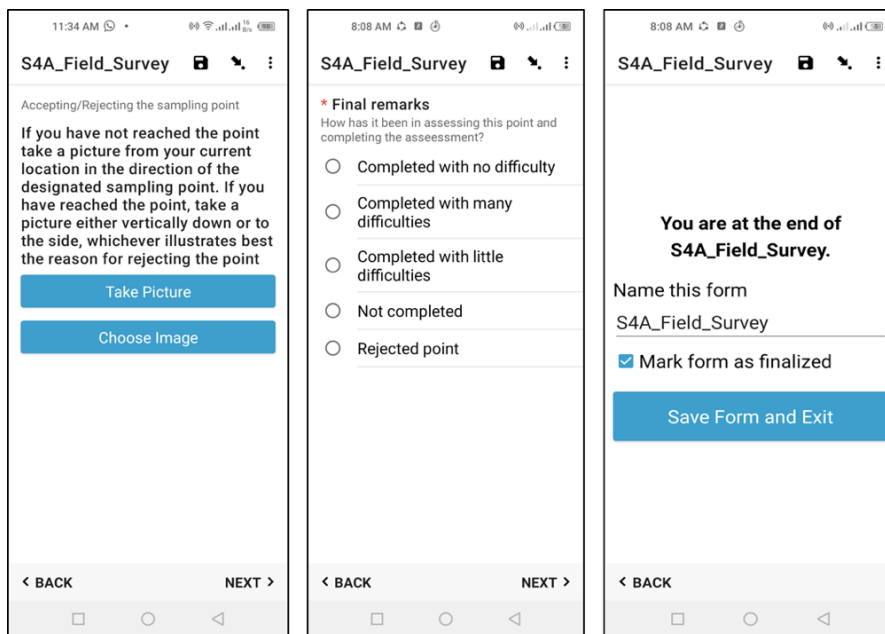 11:34 AM
16
B/s
S4A_Field_Survey
Accepting/Rejecting the sampling point
If you have not reached the point
take a picture from your current
location in the direction of the
designated sampling point. If you
have reached the point, take a
picture either vertically down or to
the side, whichever illustrates best
the reason for rejecting the point
Take Picture
Choose Image
< BACK
NEXT >
8:08 AM
S4A_Field_Survey
* Final remarks
How has it been in assessing this point and
completing the asseessment?
Completed with no difficulty
Completed with many
difficulties
Completed with little
difficulties
Not completed
Rejected point
< BACK
NEXT >
8:08 AM
S4A_Field_Survey
You are at the end of
S4A_Field_Survey.
Name this form
S4A_Field_Survey
Mark form as finalized
Save Form and Exit
< BACK